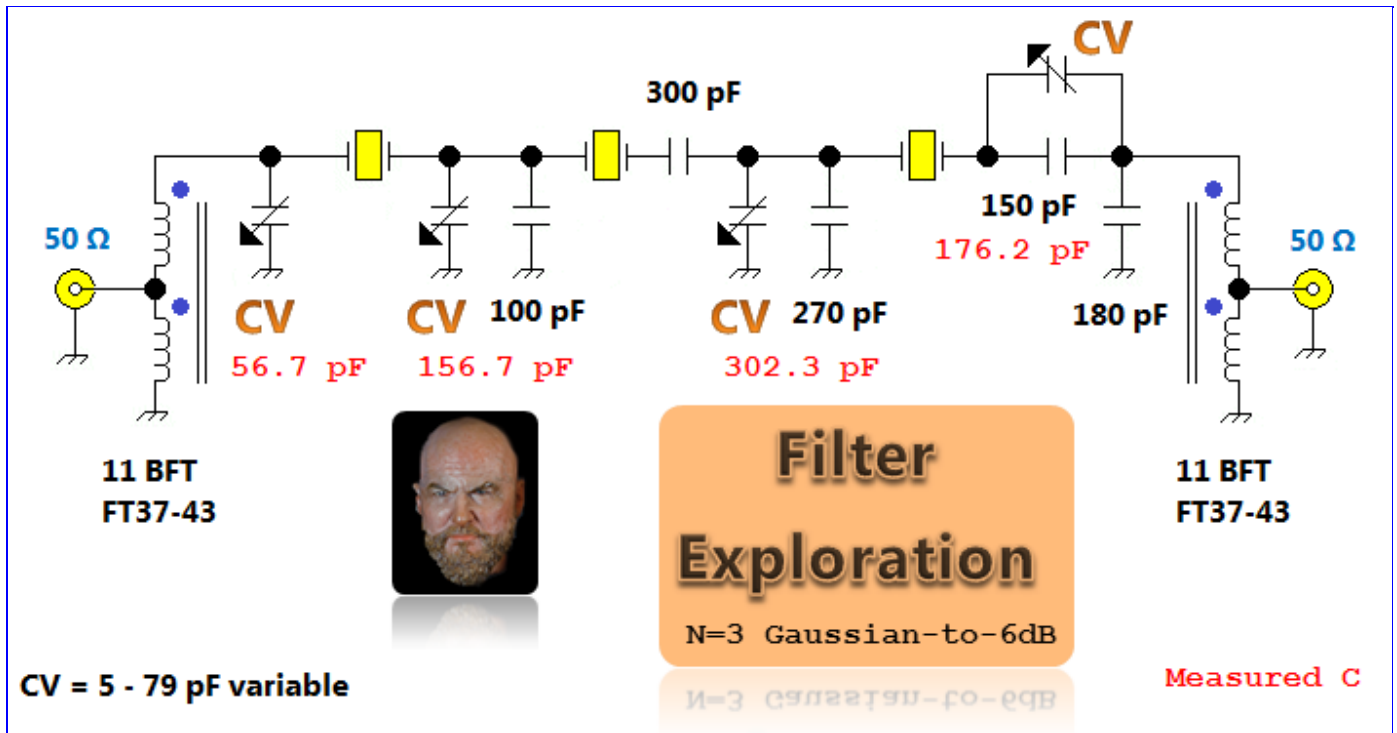 CV
300 pF
50 Ω
150 pF
176.2 pF
50 Ω
CV
56.7 pF
CV
100 pF
156.7 pF
CV
270 pF
302.3 pF
180 pF
11 BFT
FT37-43
Filter
Exploration
N=3 Gaussian-to-6dB
11 BFT
FT37-43
CV = 5 - 79 pF variable
Measured C